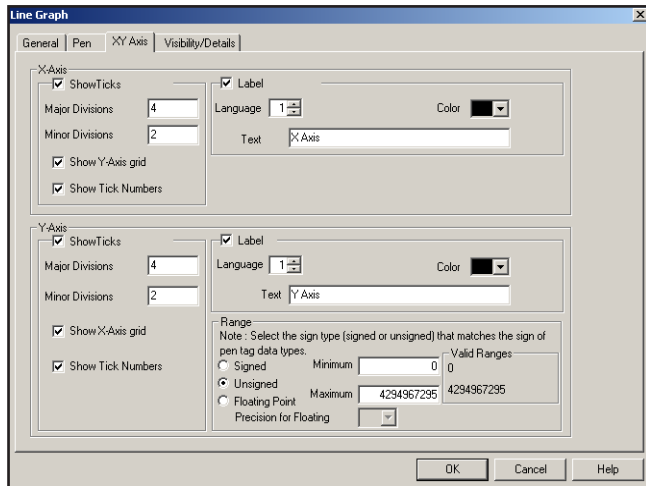 Line Graph
General
Pen
XY Axis
Visibility/Details
X-Axis
ShowTicks
Major Divisions 4
Minor Divisions 2
Show Y-Axis grid
Show Tick Numbers
Label
Language 1
Color
Text X Axis
Y-Axis
ShowTicks
Major Divisions 4
Minor Divisions 2
Show X-Axis grid
Show Tick Numbers
Label
Language 1
Color
Text Y Axis
Range
Note : Select the sign type (signed or unsigned) that matches the sign of
pen tag data types.
Signed
Unsigned
Floating Point
Minimum 0
Maximum 4294967295
Valid Ranges
0
4294967295
Precision for Floating
OK
Cancel
Help